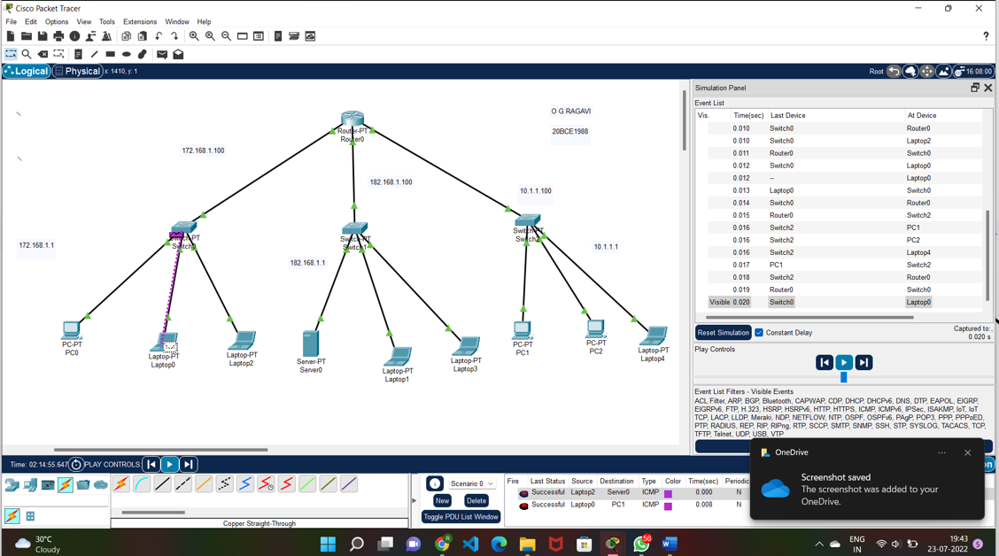 Cisco Packet Tracer
File Edit Options View Tools Extensions Window Help
?
Logical Physical x: 1410, y: 1 Root 16:08:00
O G RAGAVI
20BCE1988
Router-PT
Router0
172.168.1.100
182.168.1.100
10.1.1.100
Switch0
Switch1
172.168.1.1
182.168.1.1
10.1.1.1
PC-PT
PC0
Laptop-PT
Laptop0
Laptop-PT
Laptop2
Server-PT
Server0
Laptop-PT
Laptop1
Laptop-PT
Laptop3
PC-PT
PC1
PC-PT
PC2
Laptop-PT
Laptop4
Simulation Panel
Event List
Vis. Time(sec) Last Device At Device
0.010 Switch0 Router0
0.010 Switch0 Laptop2
0.011 Router0 Switch0
0.012 Switch0 Laptop0
0.012 -- Laptop0
0.013 Laptop0 Switch0
0.014 Switch0 Router0
0.015 Router0 Switch2
0.016 Switch2 PC1
0.016 Switch2 PC2
0.016 Switch2 Laptop4
0.017 PC1 Switch2
0.018 Switch2 Router0
0.019 Router0 Switch0
Visible 0.020 Switch0 Laptop0
Reset Simulation Constant Delay Captured to:
0.020 s
Play Controls
Event List Filters - Visible Events
ACL Filter, ARP, BGP, Bluetooth, CAPWAP, CDP, DHCP, DHCPv6, DNS, DTP, EAPOL, EIGRP,
EIGRPv6, FTP, H.323, HSRP, HSRPv6, HTTP, HTTPS, ICMP, ICMPv6, IPSec, ISAKMP, IoT, IoT
TCP, LACP, LLDP, Meraki, NDP, NETFLOW, NTP, OSPF, OSPFv6, PAgP, POP3, PPP, PPPoED,
PTP, RADIUS, REP, RIP, RIPng, RTP, SCCP, SMTP, SNMP, SSH, STP, SYSLOG, TACACS, TCP,
TFTP, Telnet, UDP, USB, VTP
Time: 02:14:55.647 PLAY CONTROLS:
Scenario 0
New Delete
Toggle PDU List Window
Copper Straight-Through
Fire Last Status Source Destination Type Color Time(sec) Periodic
Successful Laptop2 Server0 ICMP 0.000 N
Successful Laptop0 PC1 ICMP 0.008 N
OneDrive
Screenshot saved
The screenshot was added to your
OneDrive.
30°C
Cloudy
56
ENG
IN
19:43
23-07-2022
5